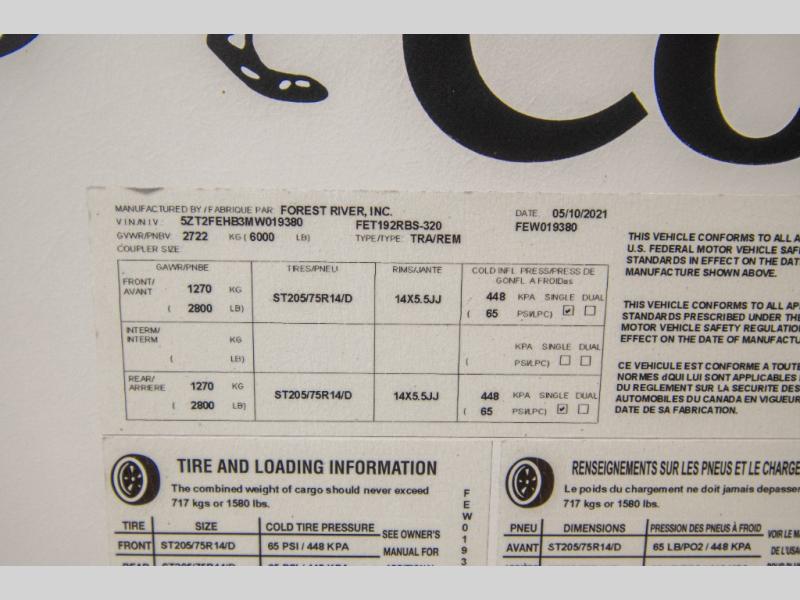 Co
MANUFACTURED BY / FABRIQUE PAR: FOREST RIVER, INC.
DATE: 05/10/2021
V I N / N I V : 5ZT2FEHB3MW019380
FET192RBS-320
FEW019380
GVWR/PNBV: 2722 KG ( 6000 LB)
TYPE/TYPE: TRA/REM
COUPLER SIZE:
GAWR/PNBE TIRES/PNEU RIMS/JANTE COLD INFL. PRESS/PRESS DE GONFL. A FROIDas
FRONT/ AVANT 1270 KG ST205/75R14/D 14X5.5JJ 448 KPA SINGLE DUAL
( 2800 LB) ( 65 PSI/LPC) ☑ ☐
INTERM/ INTERM KG KPA SINGLE DUAL
( LB) ( PSI/LPC) ☐ ☐
REAR/ ARRIERE 1270 KG ST205/75R14/D 14X5.5JJ 448 KPA SINGLE DUAL
( 2800 LB) ( 65 PSI/LPC) ☑ ☐
THIS VEHICLE CONFORMS TO ALL A
U.S. FEDERAL MOTOR VEHICLE SAF
STANDARDS IN EFFECT ON THE DAT
MANUFACTURE SHOWN ABOVE.
THIS VEHICLE CONFORMS TO ALL AP
STANDARDS PRESCRIBED UNDER THE
MOTOR VEHICLE SAFETY REGULATIO
EFFECT ON THE DATE OF MANUFACTU
CE VEHICULE EST CONFORME A TOUTE
NORMES dQUI LUI SONT APPLICABLES
DU REGLEMENT SUR LA SECURITE DES
AUTOMOBILES DU CANADA EN VIGUEUR
DATE DE SA FABRICATION.
TIRE AND LOADING INFORMATION
The combined weight of cargo should never exceed
717 kgs or 1580 lbs.
TIRE SIZE COLD TIRE PRESSURE SEE OWNER'S
FRONT ST205/75R14/D 65 PSI / 448 KPA MANUAL FOR
FEW0193
RENSEIGNEMENTS SUR LES PNEUS ET LE CHARGE
Le poids du chargement ne doit jamais depasser
717 kgs or 1580 lbs.
PNEU DIMENSIONS PRESSION DES PNEUS À FROID VOIR LE M
AVANT ST205/75R14/D 65 LB/PO2 / 448 KPA DE L'USA